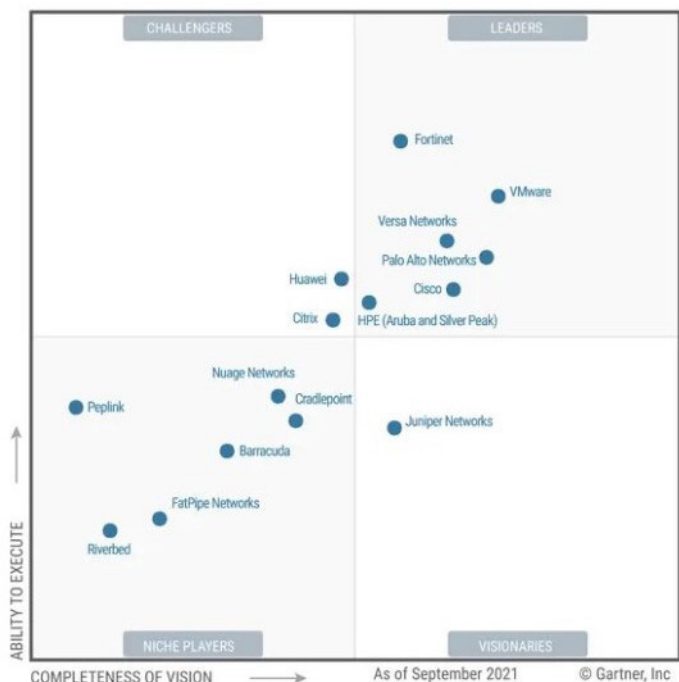 CHALLENGERS
LEADERS
Fortinet
VMware
Versa Networks
Palo Alto Networks
Huawei
Cisco
Citrix
HPE (Aruba and Silver Peak)
Nuage Networks
Peplink
Cradlepoint
Juniper Networks
Barracuda
FatPipe Networks
Riverbed
ABILITY TO EXECUTE
NICHE PLAYERS
VISIONARIES
COMPLETENESS OF VISION
As of September 2021
© Gartner, Inc